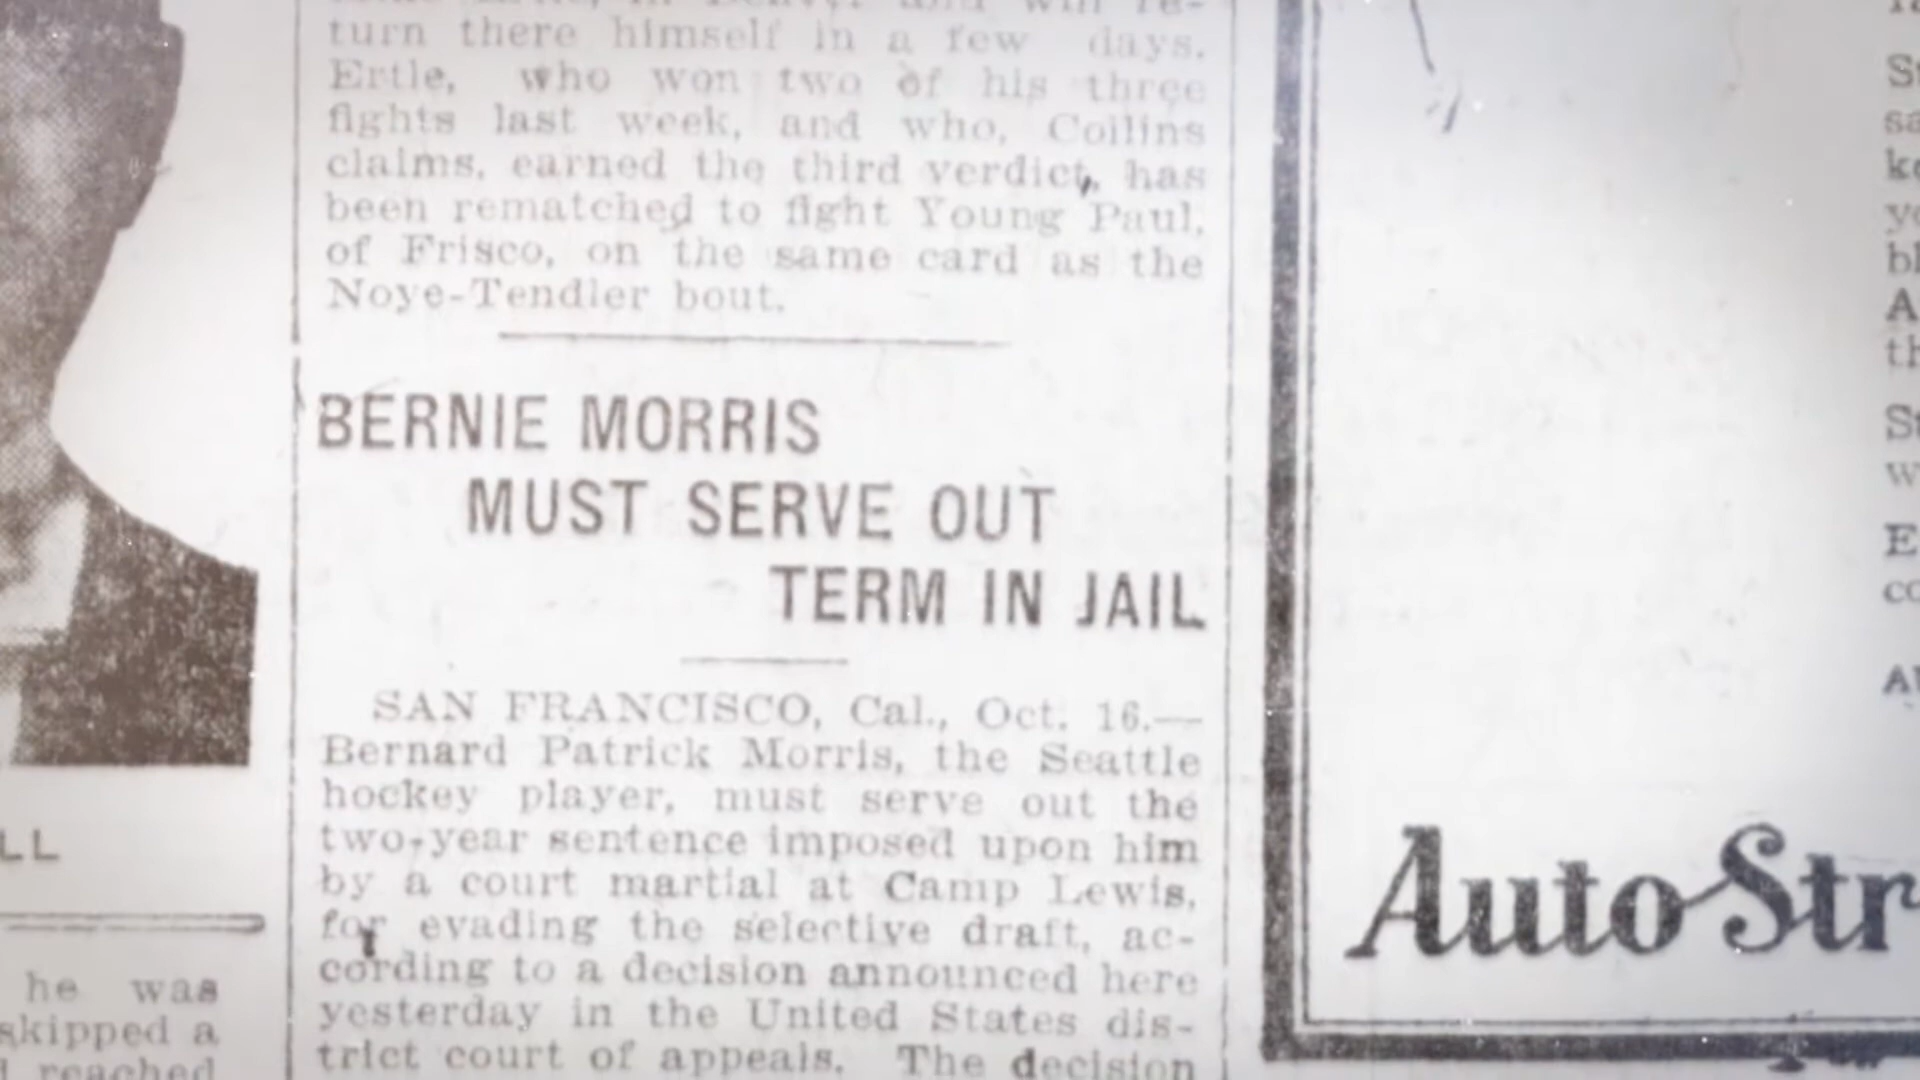 turn there himself in a few days.
Ertle, who won two of his three
fights last week, and who, Collins
claims, earned the third verdict, has
been rematched to fight Young Paul,
of Frisco, on the same card as the
Noye-Tendler bout.
BERNIE MORRIS
MUST SERVE OUT
TERM IN JAIL
SAN FRANCISCO, Cal., Oct. 16.—
Bernard Patrick Morris, the Seattle
hockey player, must serve out the
two-year sentence imposed upon him
by a court martial at Camp Lewis,
for evading the selective draft, ac-
cording to a decision announced here
yesterday in the United States dis-
trict court of appeals. The decision
LL
he was
skipped a
reached
Auto-Str